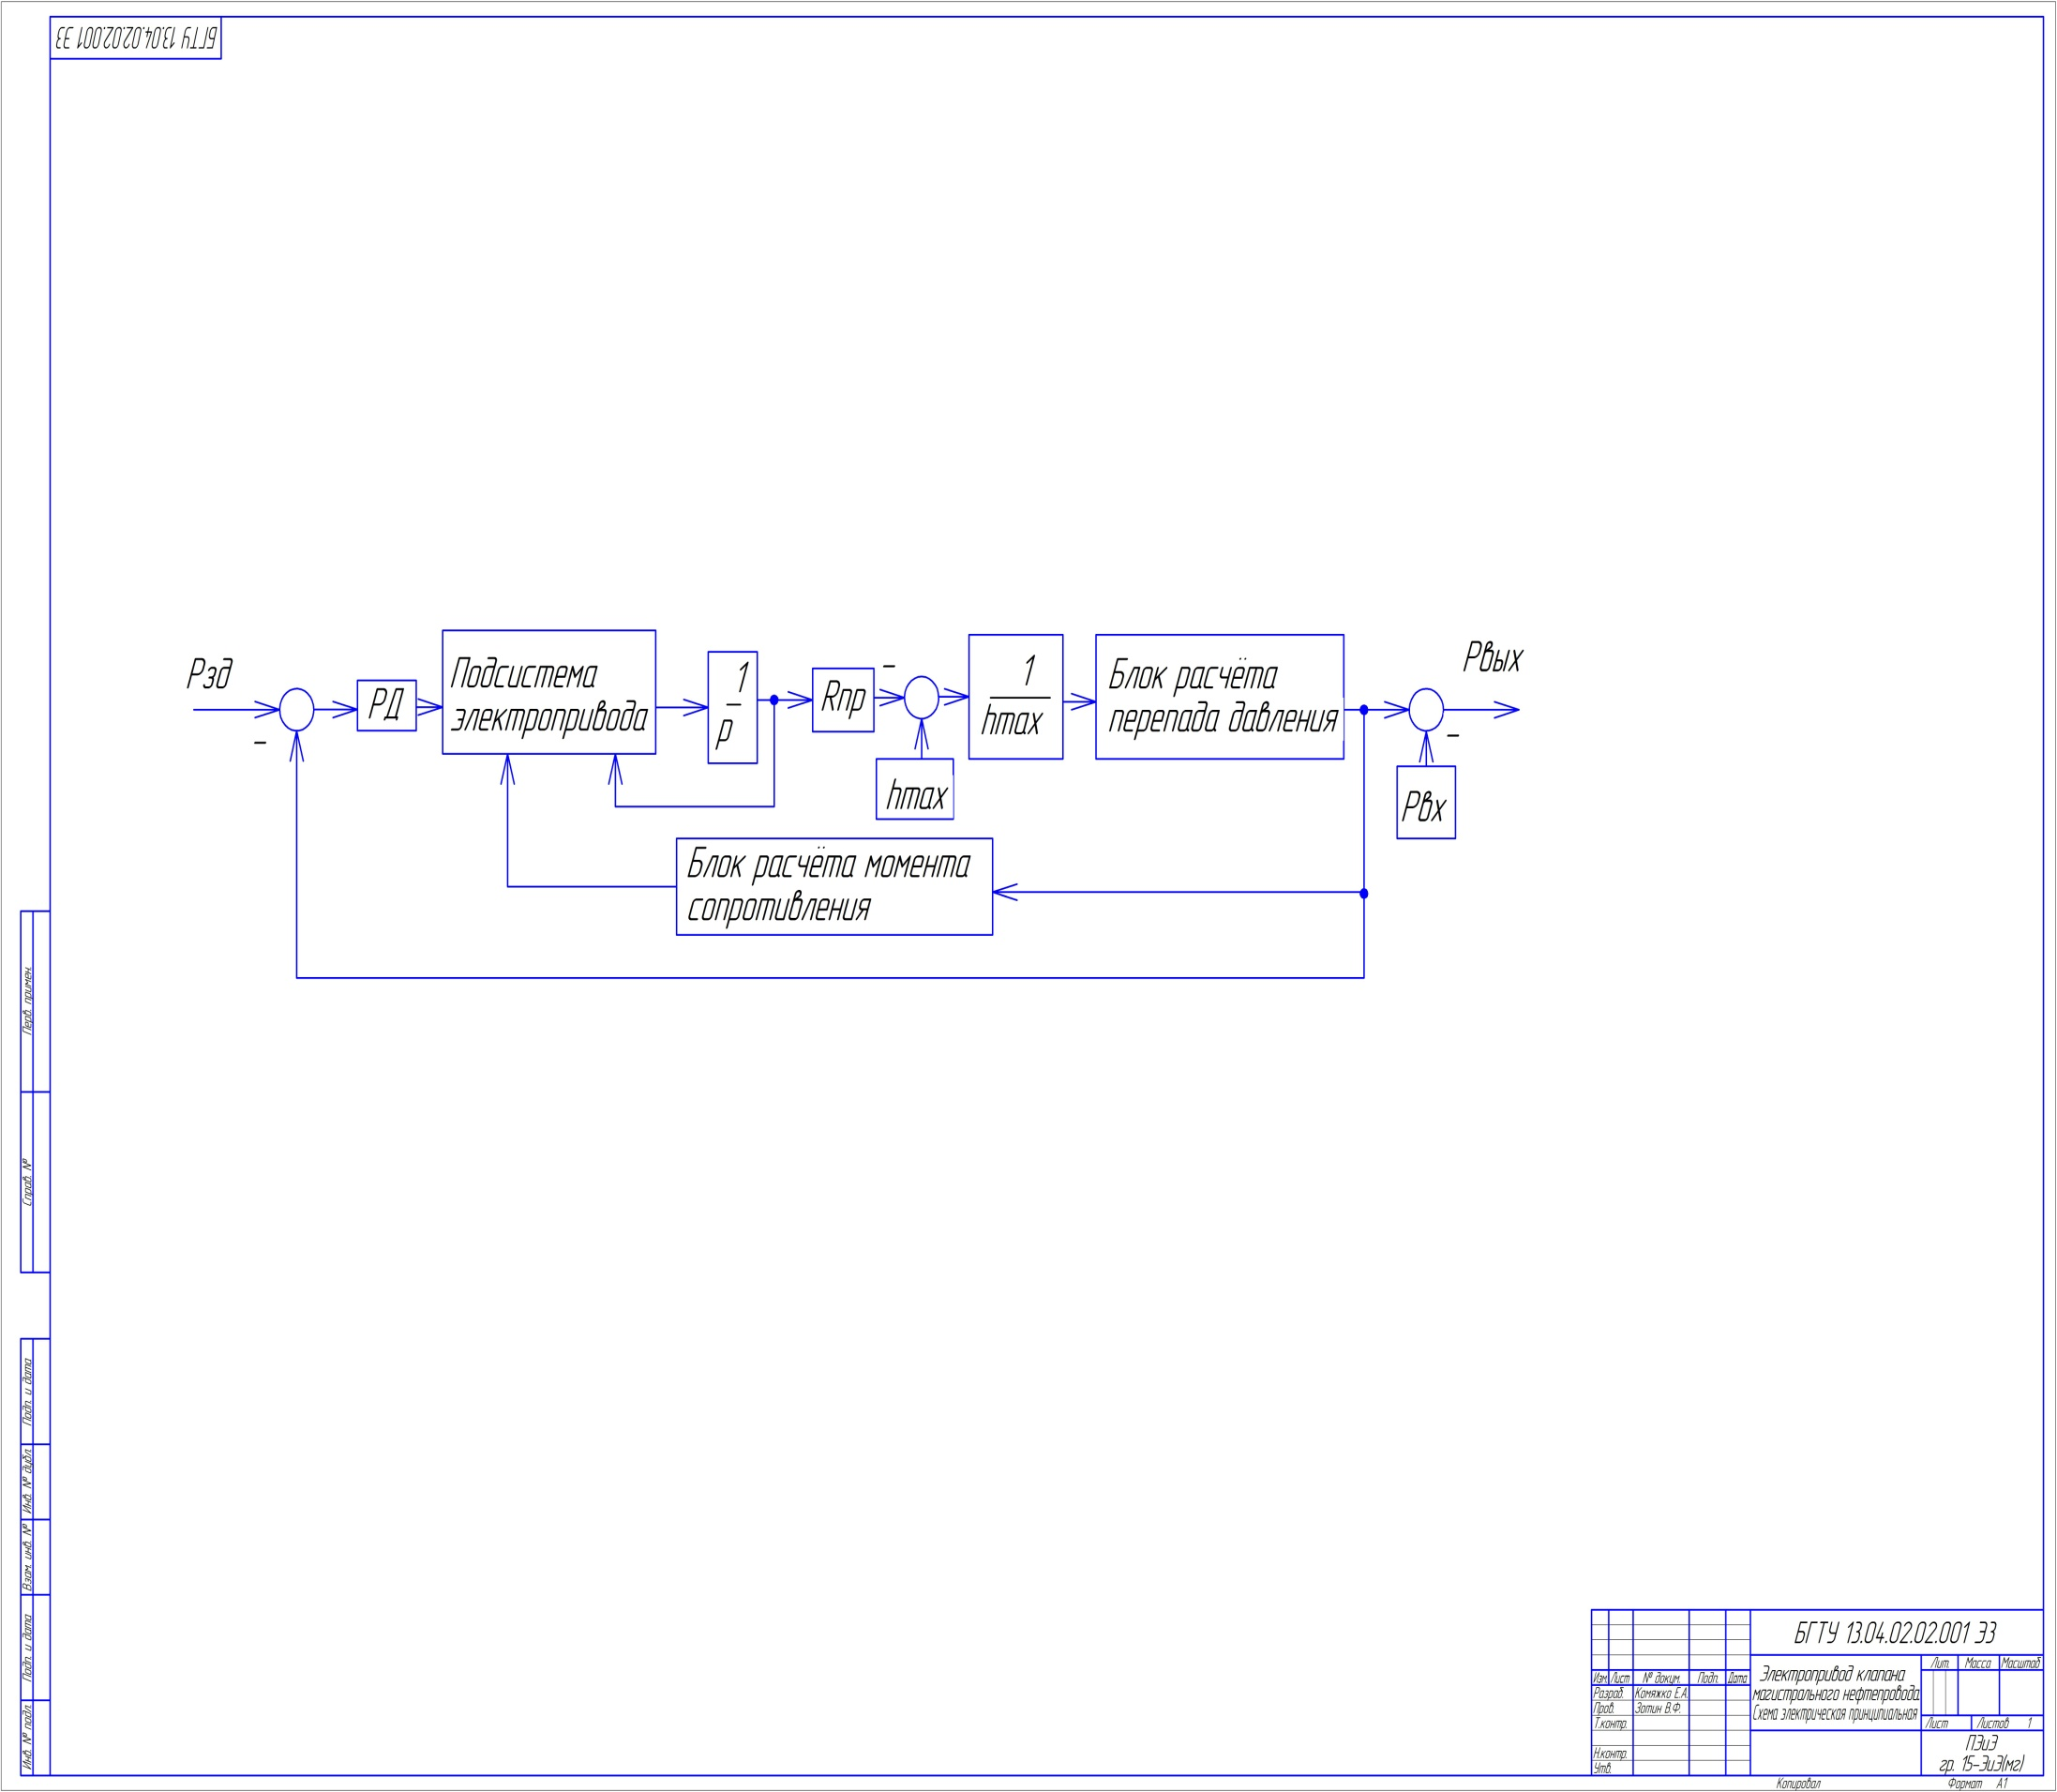 БГТУ 13.04.02.02.001 ЭЗ
Рзд
–
РД
Подсистема
электропривода
1
р
Rпр
–
hmax
1
hmax
Блок расчёта
перепада давления
Рвых
–
Рвх
Блок расчёта момента
сопротивления
Перв. примен.
Справ. №
Подп. и дата
Инв. № дубл.
Взам. инв. №
Подп. и дата
Инв. № подл.
БГТУ 13.04.02.02.001 ЭЗ
Изм. Лист № докум. Подп. Дата
Разраб. Комяжко Е.А.
Пров. Зотин В.Ф.
Т.контр.
Н.контр.
Утв.
Электропривод клапана
магистрального нефтепровода
Схема электрическая принципиальная
Лит. Масса Масштаб
Лист Листов 1
ПЭиЭ
гр. 15-ЭиЭ(мг)
Копировал Формат А1